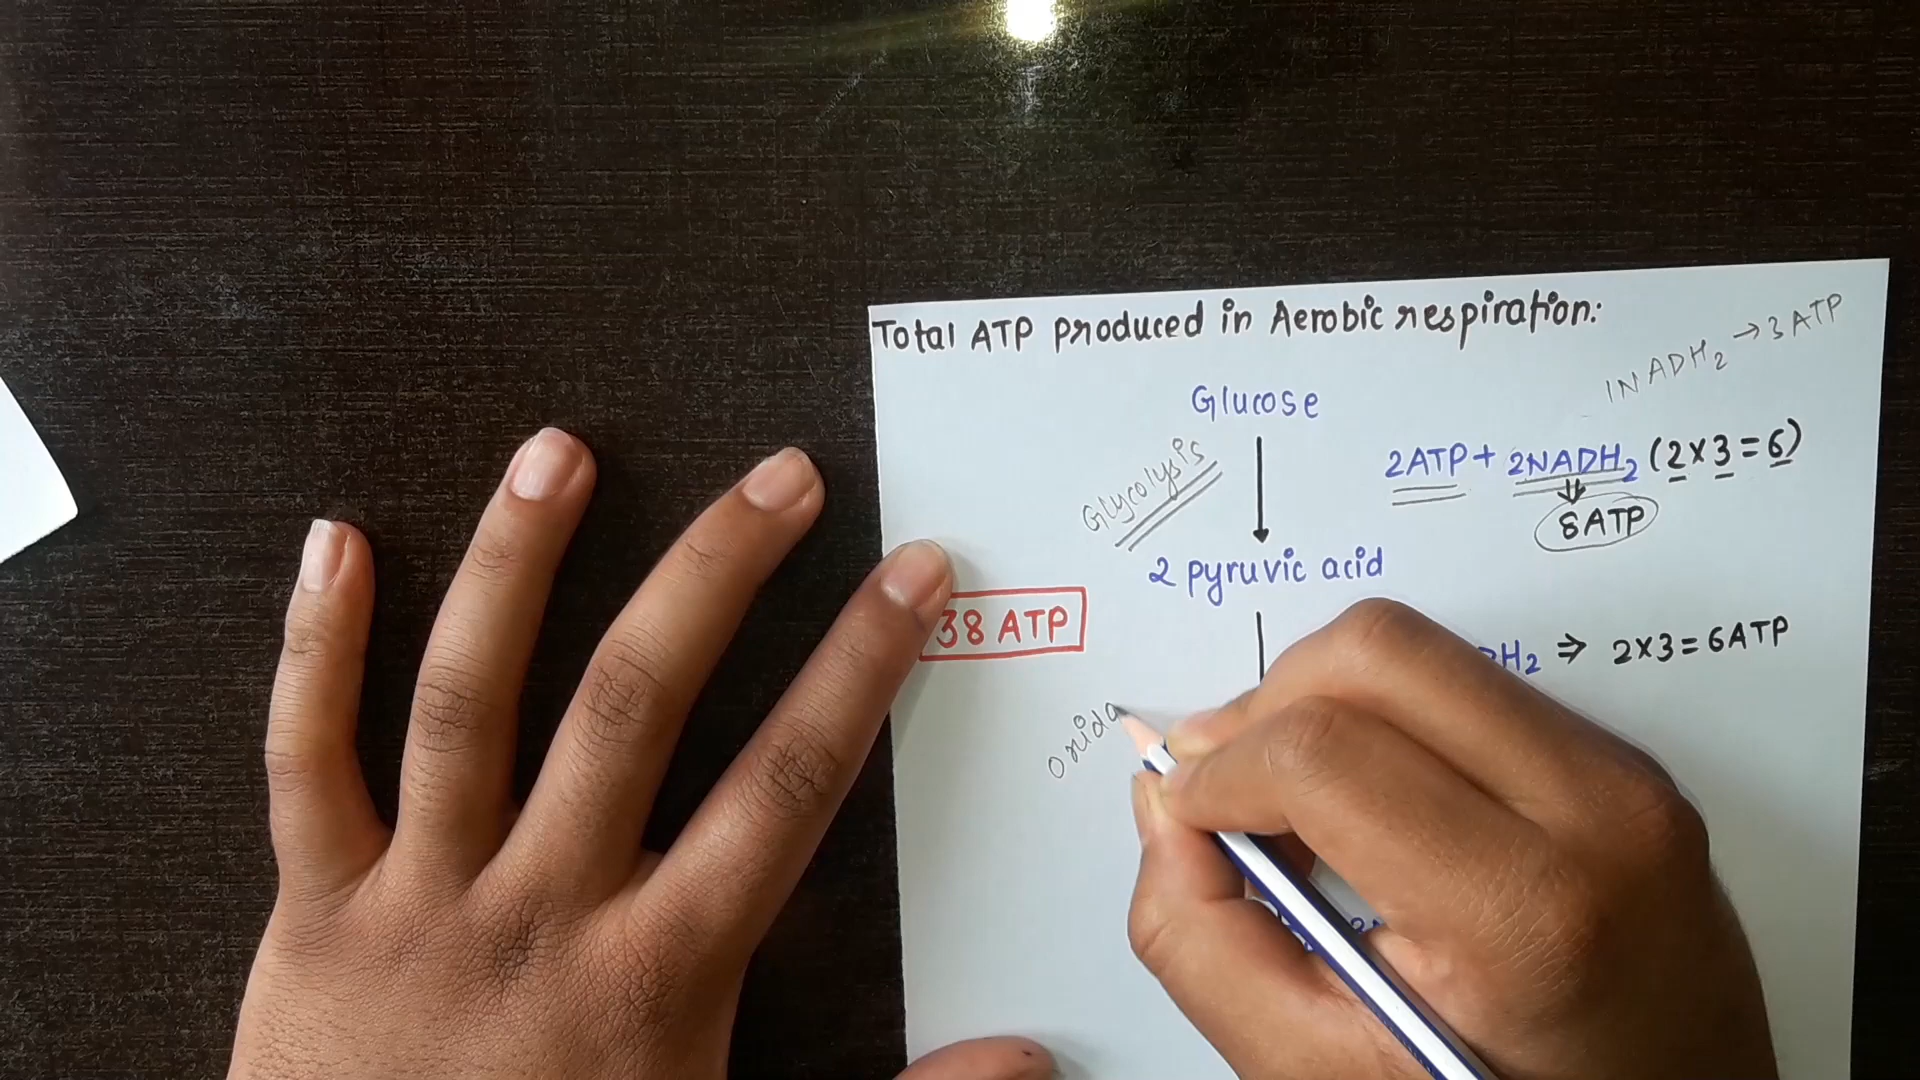 Total ATP produced in Aerobic respiration:
1NADH2 → 3ATP
Glucose
Glycolysis
2ATP + 2NADH2 (2×3=6)
8ATP
2 pyruvic acid
38 ATP
H2 ⇒ 2×3=6ATP
oxida